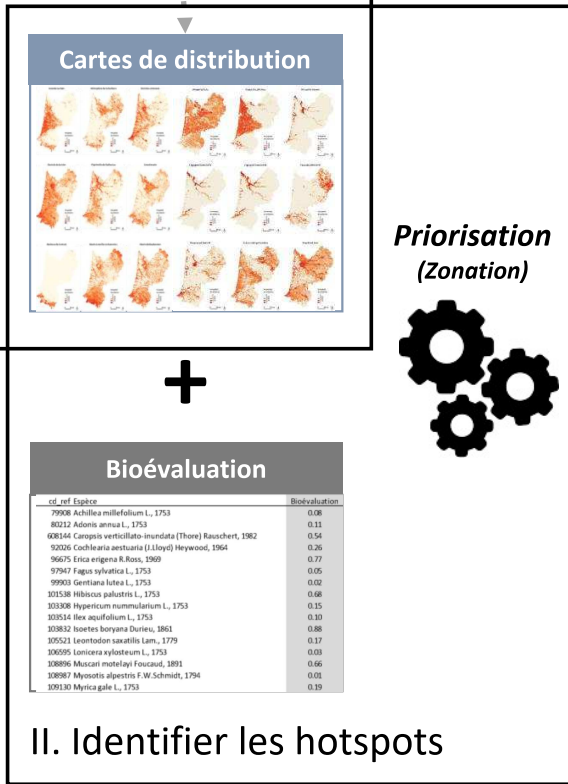 Cartes de distribution
Priorisation
(Zonation)
+
Bioévaluation
cd_ref Espèce Bioévaluation
79908 Achillea millefolium L., 1753 0.08
80212 Adonis annua L., 1753 0.11
608144 Caropsis verticillato-inundata (Thore) Rauschert, 1982 0.54
92026 Cochlearia aestuaria (J.Lloyd) Heywood, 1964 0.26
96675 Erica erigena R.Ross, 1969 0.77
97947 Fagus sylvatica L., 1753 0.05
99903 Gentiana lutea L., 1753 0.02
101538 Hibiscus palustris L., 1753 0.68
103308 Hypericum nummularium L., 1753 0.15
103514 Ilex aquifolium L., 1753 0.10
103832 Isoetes boryana Durieu, 1861 0.88
105521 Leontodon saxatilis Lam., 1779 0.17
106595 Lonicera xylosteum L., 1753 0.03
108896 Muscari motelayi Foucaud, 1891 0.66
108987 Myosotis alpestris F.W.Schmidt, 1794 0.01
109130 Myrica gale L., 1753 0.19
II. Identifier les hotspots